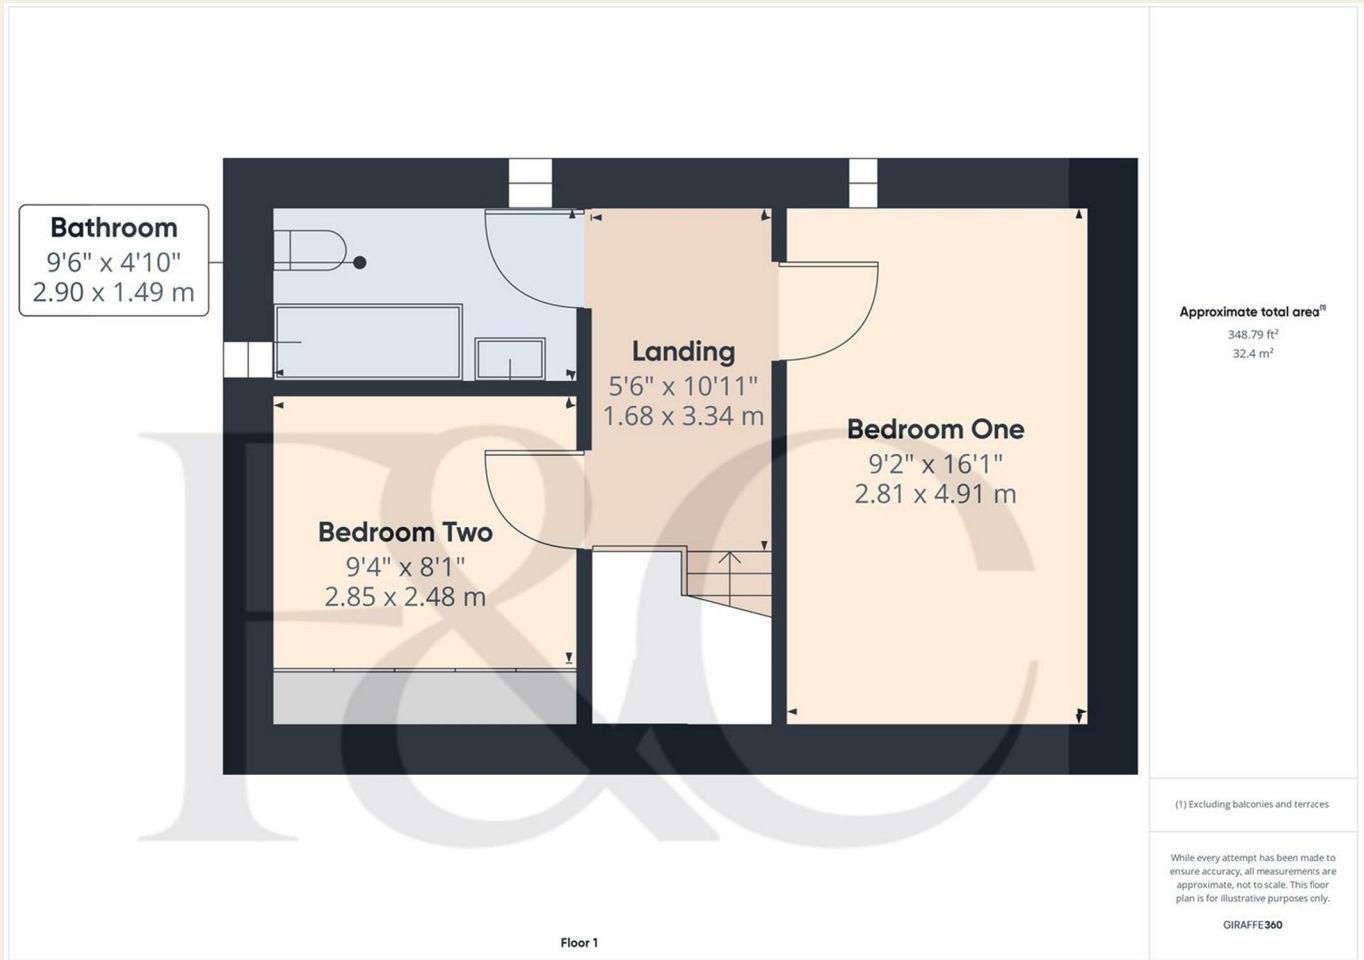 Bathroom
9'6" x 4'10"
2.90 x 1.49 m
Landing
5'6" x 10'11"
1.68 x 3.34 m
Bedroom One
9'2" x 16'1"
2.81 x 4.91 m
Bedroom Two
9'4" x 8'1"
2.85 x 2.48 m
F&C
Floor 1
Approximate total area⁽¹⁾
348.79 ft²
32.4 m²
(1) Excluding balconies and terraces
While every attempt has been made to
ensure accuracy, all measurements are
approximate, not to scale. This floor
plan is for illustrative purposes only.
GIRAFFE360